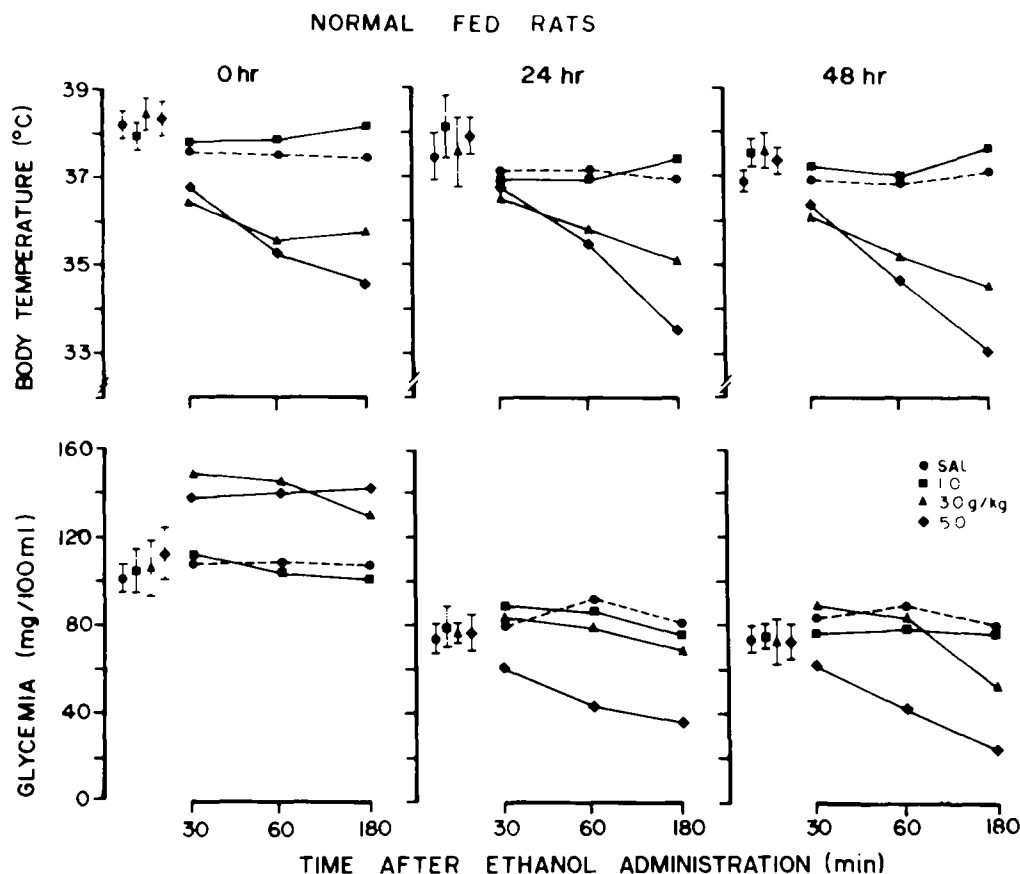 NORMAL FED RATS
0 hr 24 hr 48 hr
BODY TEMPERATURE (°C)
39
37
35
33
GLYCEMIA (mg/100ml)
160
120
80
40
0
SAL
1 0
3 0 g/kg
5 0
30 60 180 30 60 180 30 60 180
TIME AFTER ETHANOL ADMINISTRATION (min)